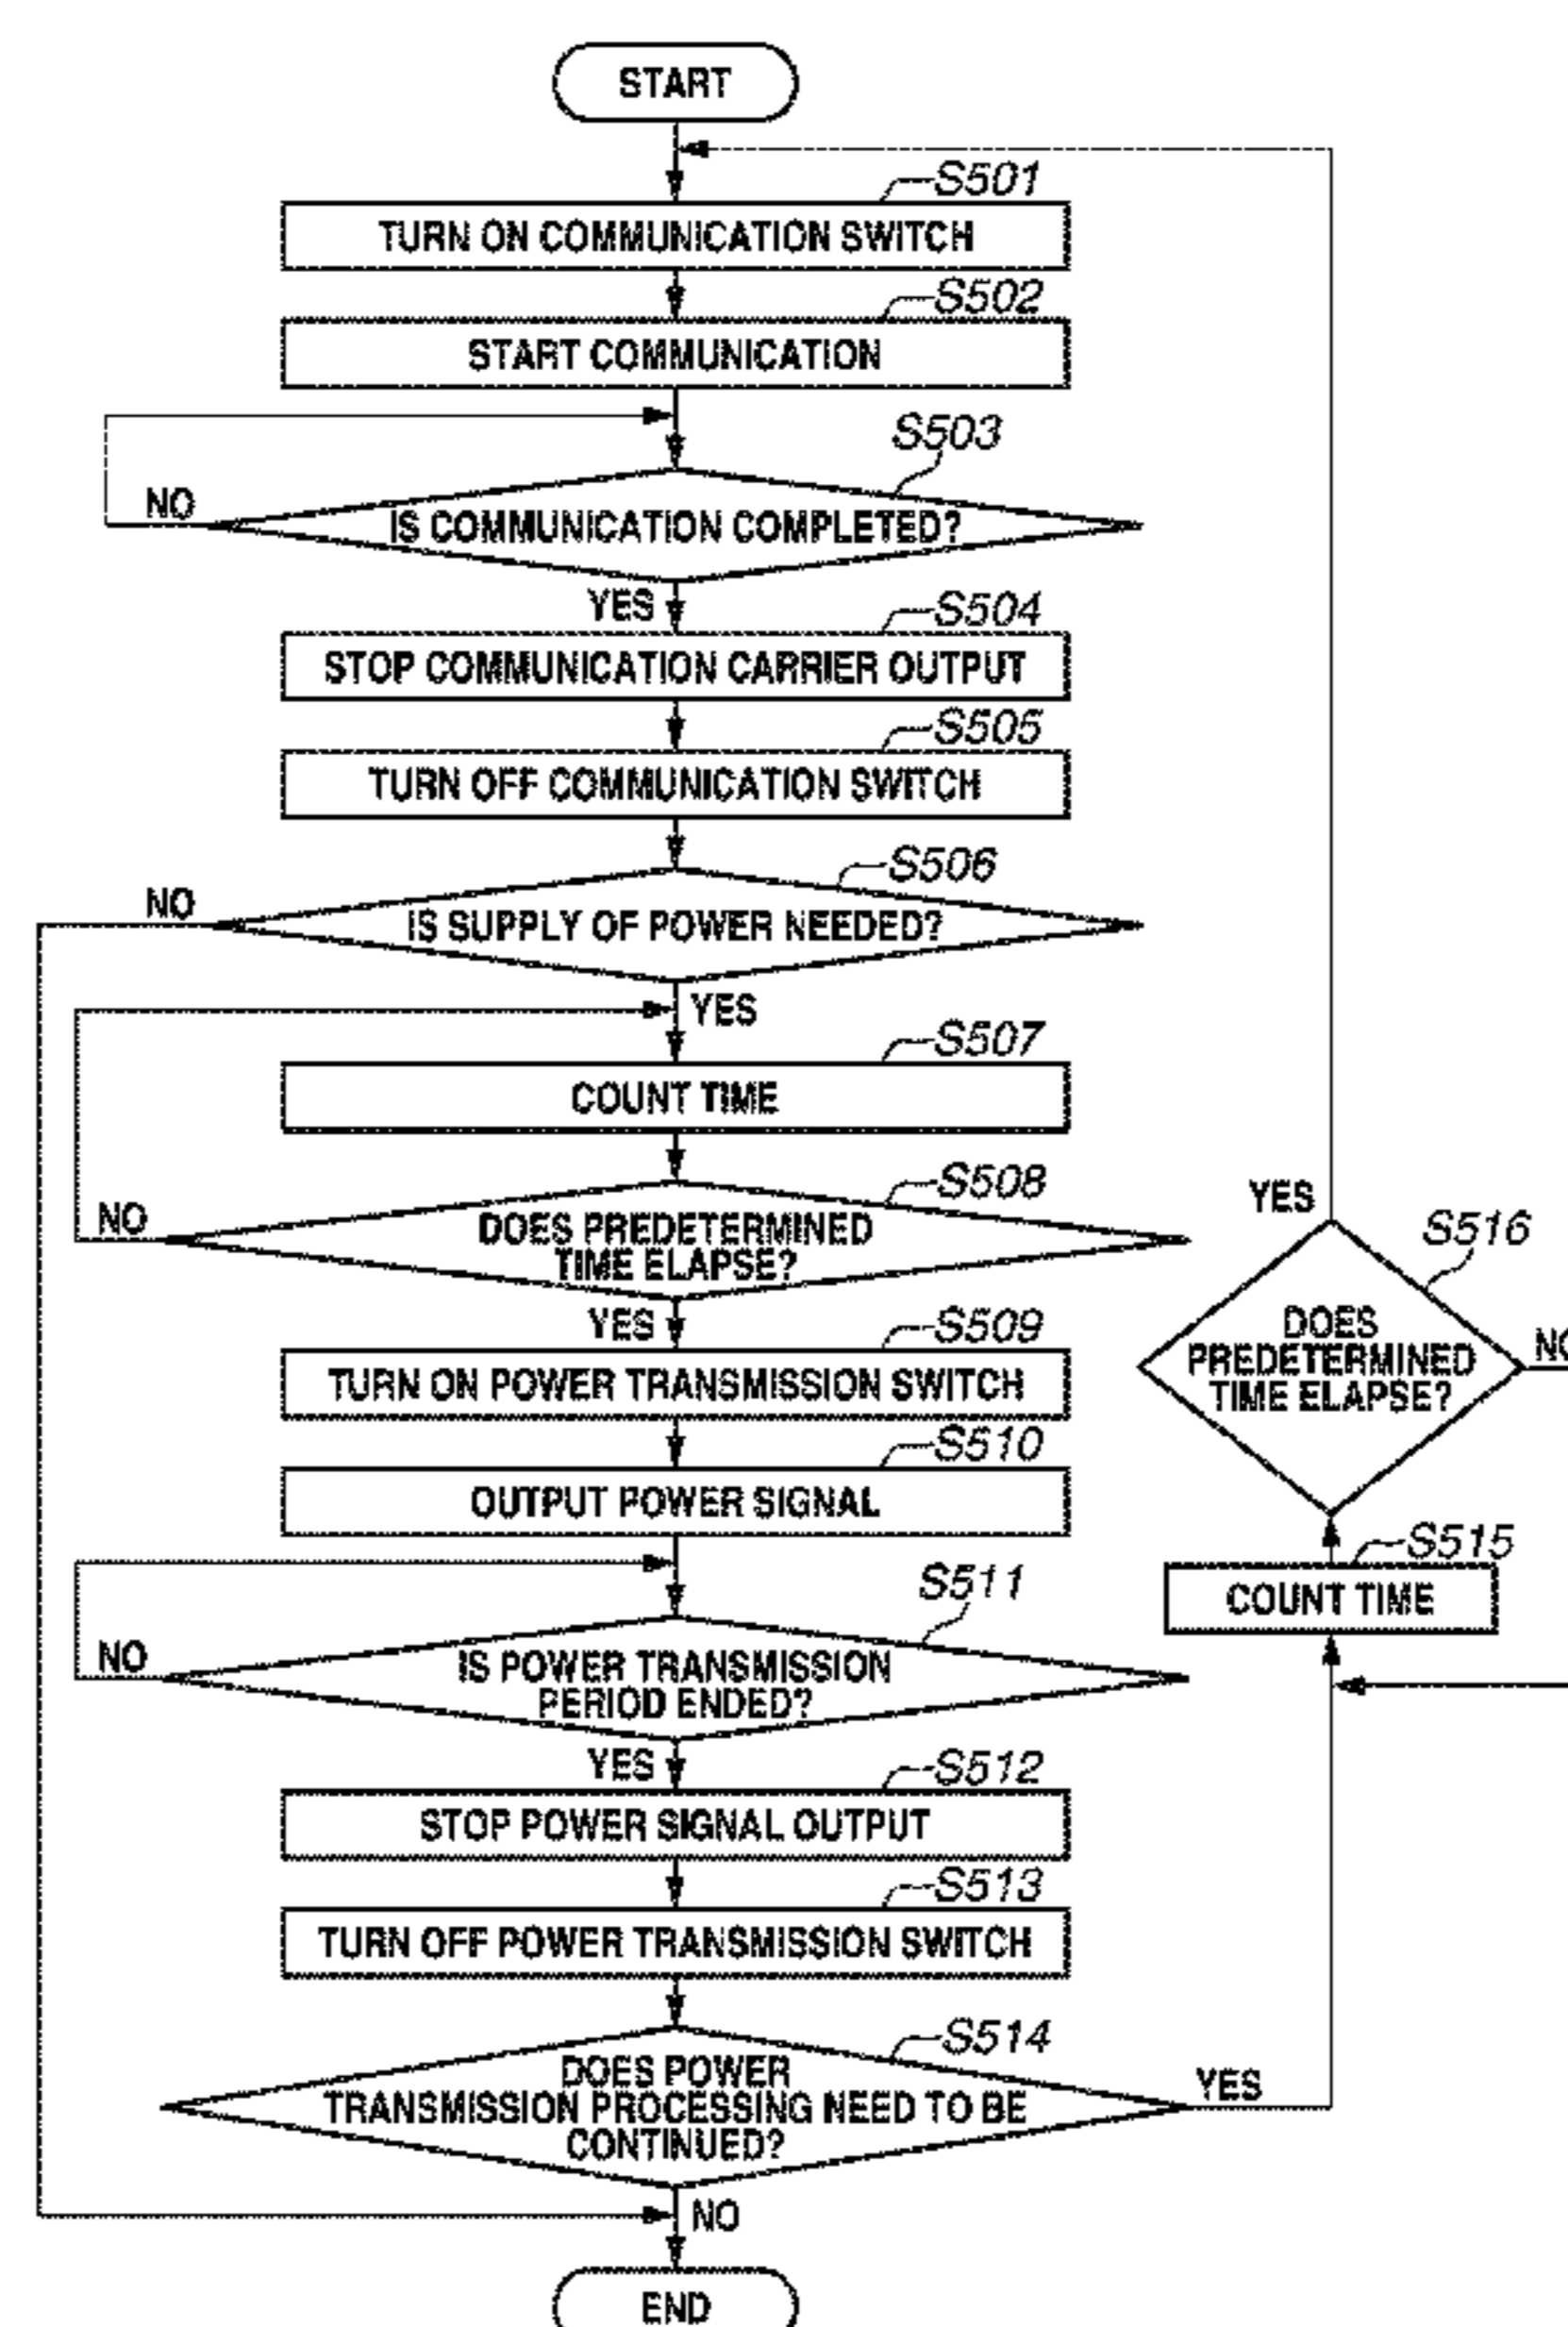 START
S501
TURN ON COMMUNICATION SWITCH
S502
START COMMUNICATION
S503
NO
IS COMMUNICATION COMPLETED?
YES
S504
STOP COMMUNICATION CARRIER OUTPUT
S505
TURN OFF COMMUNICATION SWITCH
S506
NO
IS SUPPLY OF POWER NEEDED?
YES
S507
COUNT TIME
S508
NO
DOES PREDETERMINED
TIME ELAPSE?
YES
S509
TURN ON POWER TRANSMISSION SWITCH
S510
OUTPUT POWER SIGNAL
S511
NO
IS POWER TRANSMISSION
PERIOD ENDED?
YES
S512
STOP POWER SIGNAL OUTPUT
S513
TURN OFF POWER TRANSMISSION SWITCH
S514
DOES POWER
TRANSMISSION PROCESSING NEED TO BE
CONTINUED?
YES
NO
END
S515
COUNT TIME
S516
DOES
PREDETERMINED
TIME ELAPSE?
YES
NO